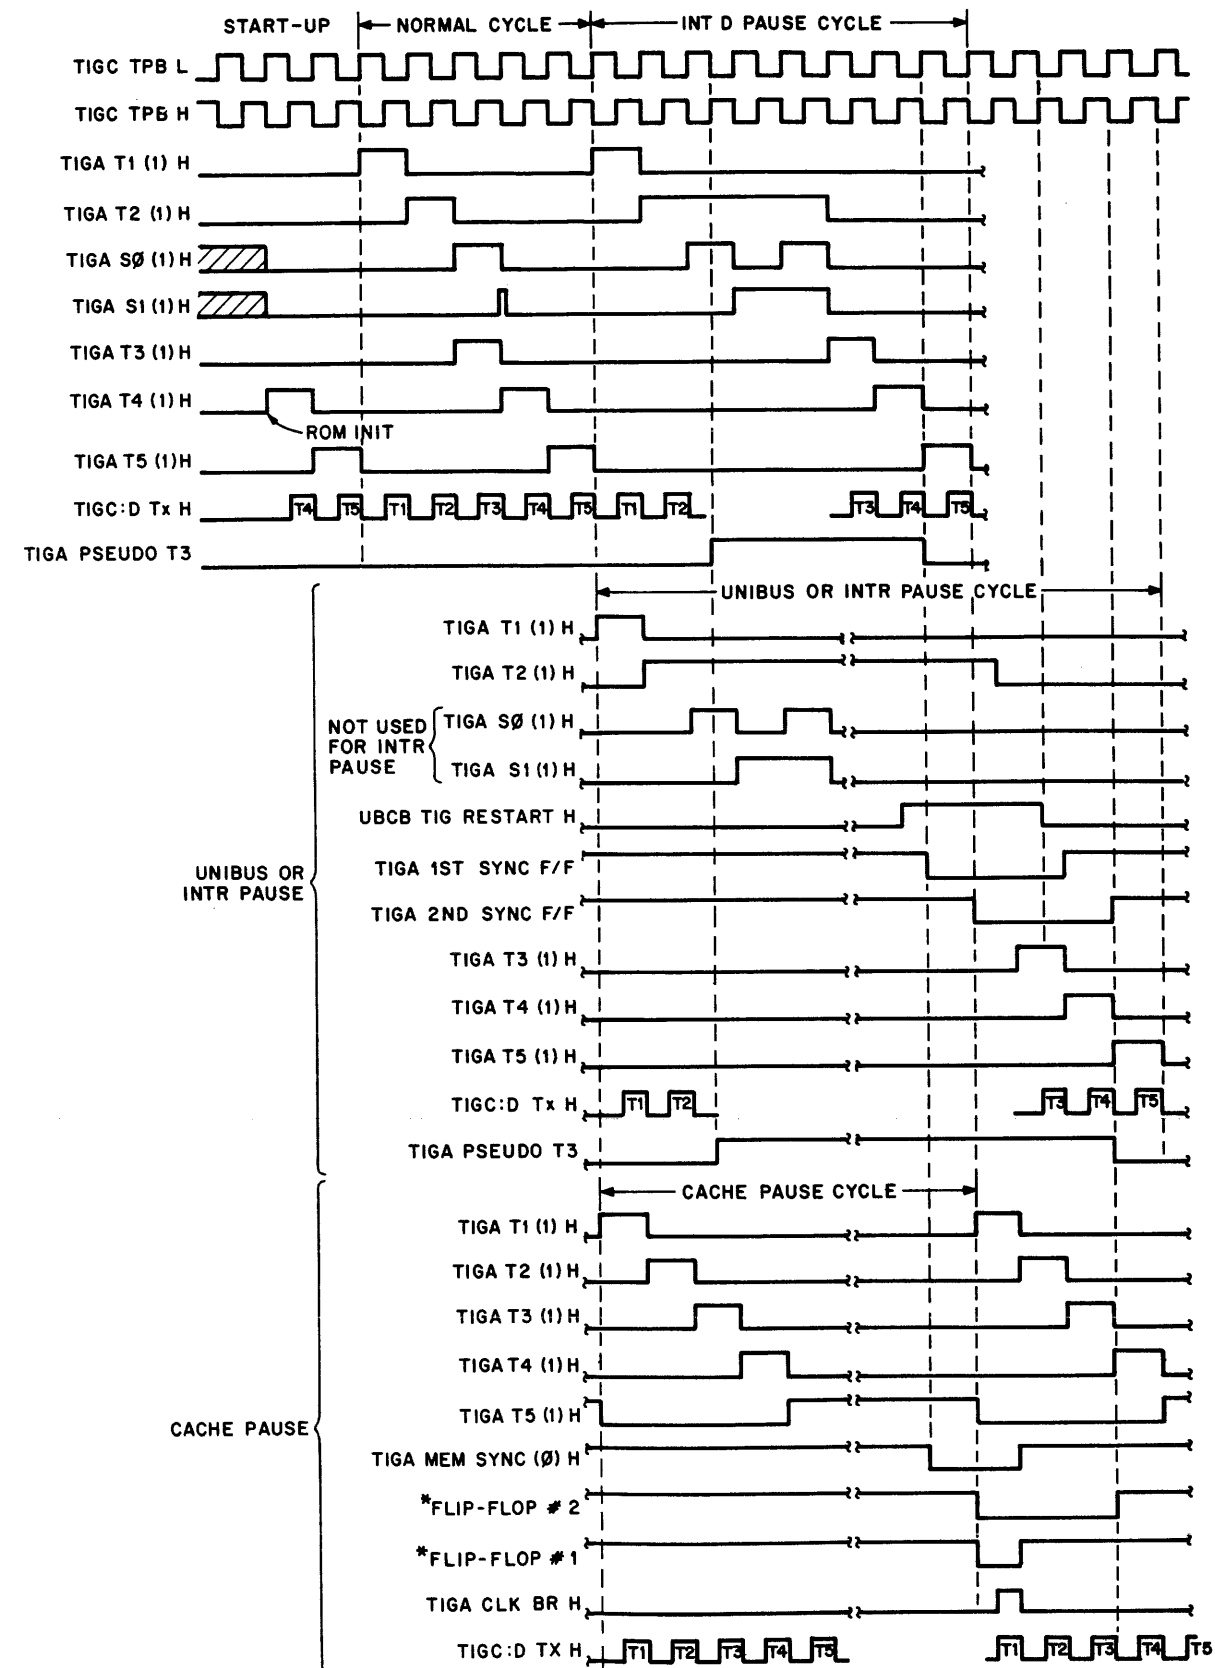 START-UP NORMAL CYCLE INT D PAUSE CYCLE
TIGC TPB L
TIGC TPB H
TIGA T1 (1) H
TIGA T2 (1) H
TIGA SØ (1) H
TIGA S1 (1) H
TIGA T3 (1) H
TIGA T4 (1) H
ROM INIT
TIGA T5 (1) H
TIGC:D Tx H T4 T5 T1 T2 T3 T4 T5 T1 T2 T3 T4 T5
TIGA PSEUDO T3
UNIBUS OR INTR PAUSE CYCLE
TIGA T1 (1) H
TIGA T2 (1) H
NOT USED
FOR INTR
PAUSE
TIGA SØ (1) H
TIGA S1 (1) H
UBCB TIG RESTART H
UNIBUS OR
INTR PAUSE
TIGA 1ST SYNC F/F
TIGA 2ND SYNC F/F
TIGA T3 (1) H
TIGA T4 (1) H
TIGA T5 (1) H
TIGC:D Tx H T1 T2 T3 T4 T5
TIGA PSEUDO T3
CACHE PAUSE CYCLE
TIGA T1 (1) H
TIGA T2 (1) H
TIGA T3 (1) H
TIGA T4 (1) H
TIGA T5 (1) H
CACHE PAUSE
TIGA MEM SYNC (Ø) H
*FLIP-FLOP # 2
*FLIP-FLOP # 1
TIGA CLK BR H
TIGC:D TX H T1 T2 T3 T4 T5 T1 T2 T3 T4 T5